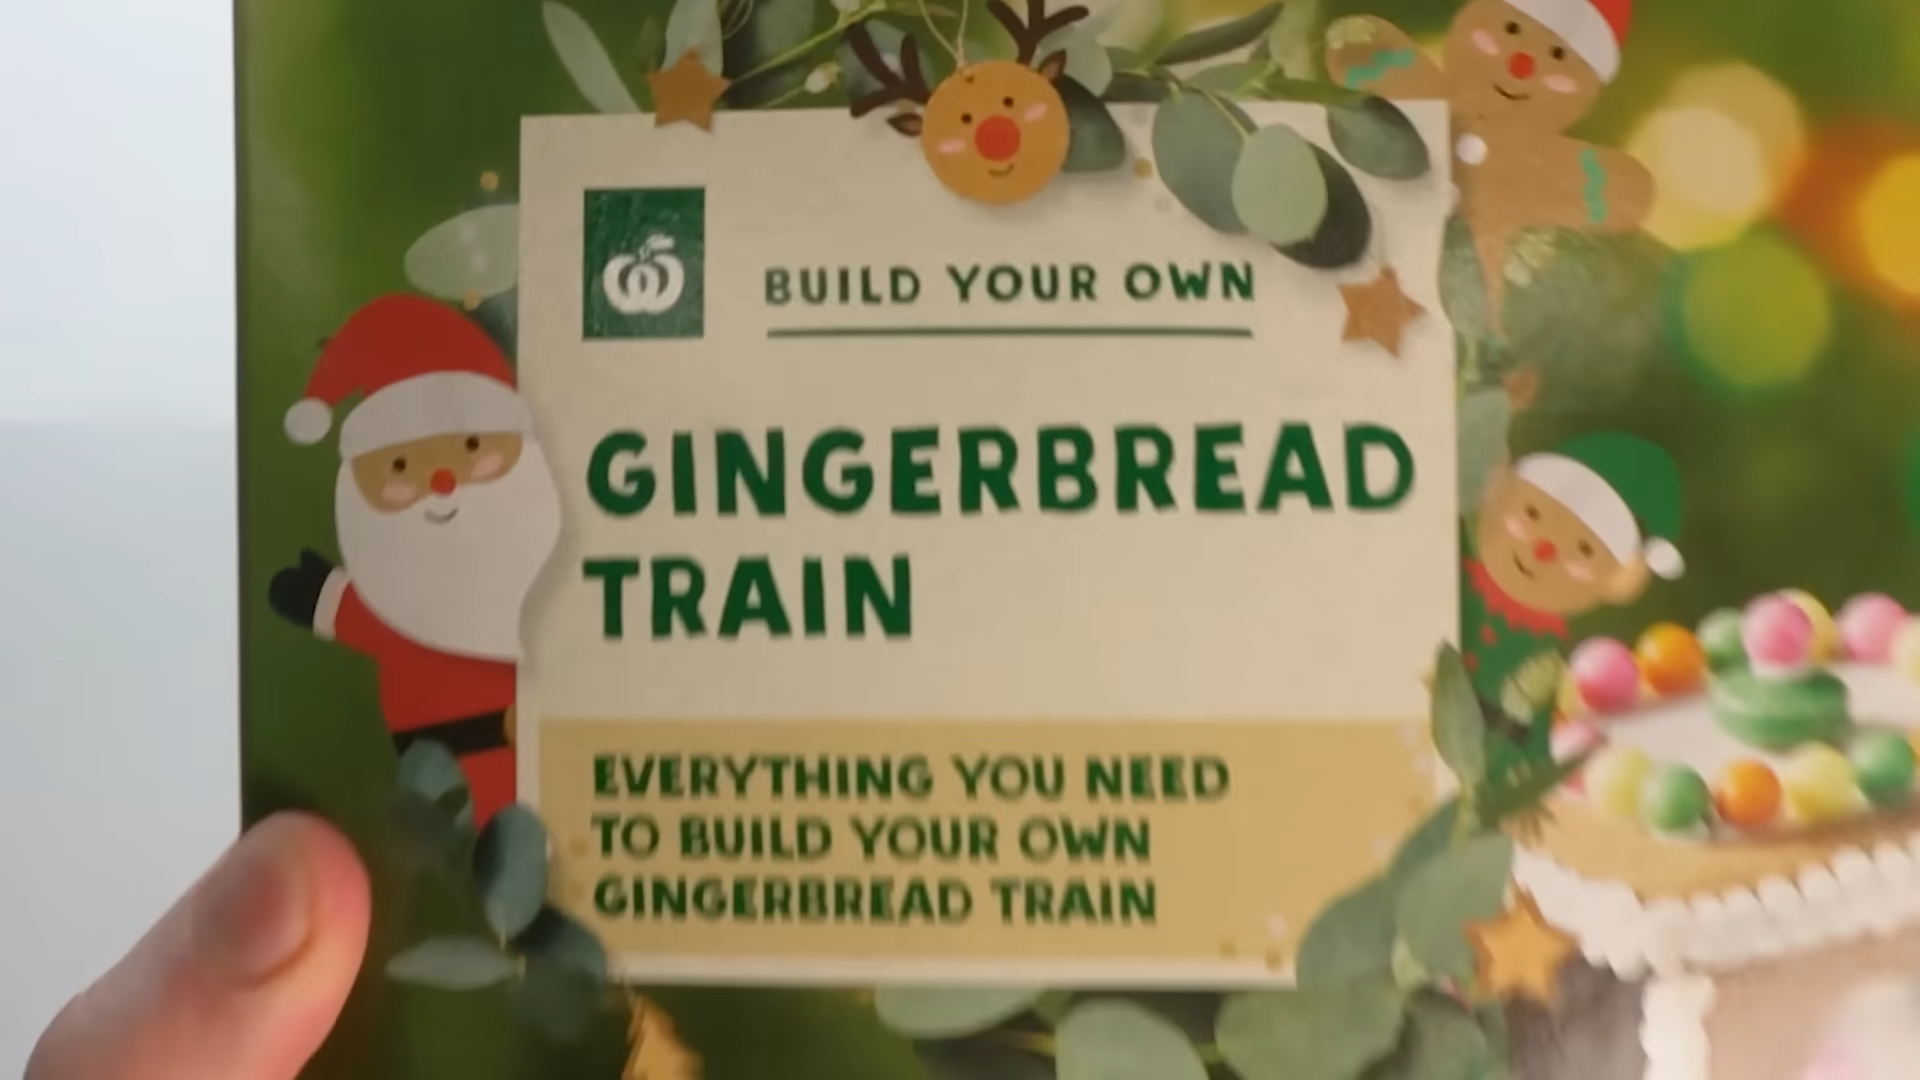 BUILD YOUR OWN
GINGERBREAD
TRAIN
EVERYTHING YOU NEED
TO BUILD YOUR OWN
GINGERBREAD TRAIN